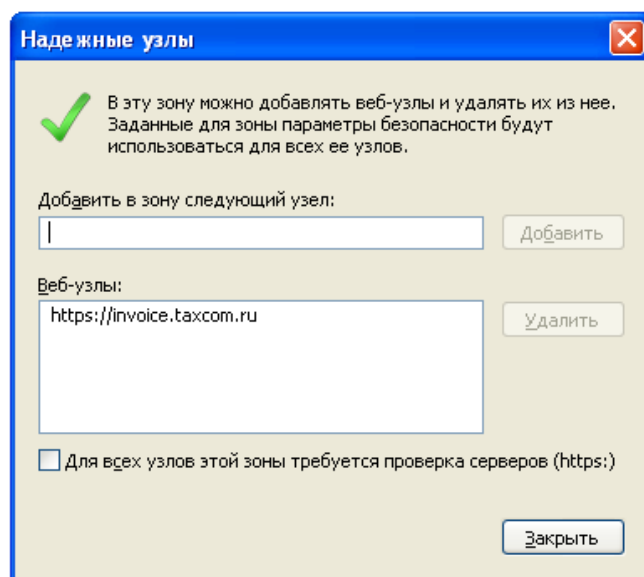 Надежные узлы
В эту зону можно добавлять веб-узлы и удалять их из нее.
Заданные для зоны параметры безопасности будут
использоваться для всех ее узлов.
Добавить в зону следующий узел:
Добавить
Веб-узлы:
https://invoice.taxcom.ru
Удалить
Для всех узлов этой зоны требуется проверка серверов (https:)
Закрыть